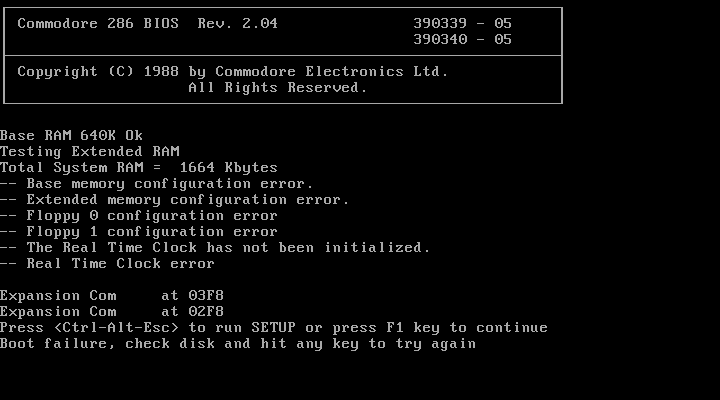 Commodore 286 BIOS  Rev. 2.04               390339 - 05
390340 - 05
Copyright (C) 1988 by Commodore Electronics Ltd.
All Rights Reserved.
Base RAM 640K Ok
Testing Extended RAM
Total System RAM =  1664 Kbytes
-- Base memory configuration error.
-- Extended memory configuration error.
-- Floppy 0 configuration error
-- Floppy 1 configuration error
-- The Real Time Clock has not been initialized.
-- Real Time Clock error
Expansion Com     at 03F8
Expansion Com     at 02F8
Press <Ctrl-Alt-Esc> to run SETUP or press F1 key to continue
Boot failure, check disk and hit any key to try again